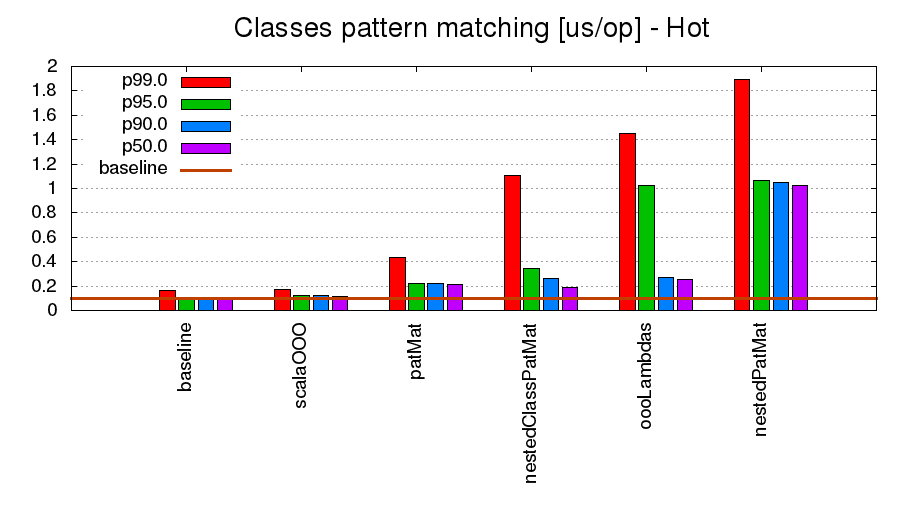 Classes pattern matching [us/op] - Hot
2
1.8
1.6
1.4
1.2
1
0.8
0.6
0.4
0.2
0
p99.0
p95.0
p90.0
p50.0
baseline
baseline
scalaOOO
patMat
nestedClassPatMat
oooLambdas
nestedPatMat